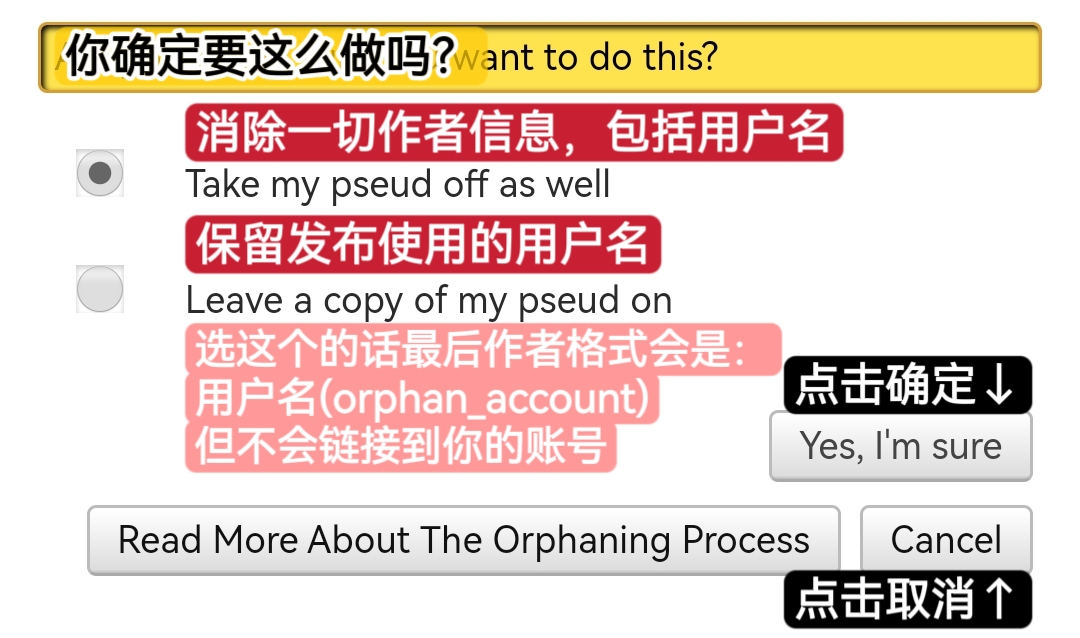 你确定要这么做吗？want to do this?
消除一切作者信息，包括用户名
Take my pseud off as well
保留发布使用的用户名
Leave a copy of my pseud on
选这个的话最后作者格式会是：
用户名(orphan_account)
但不会链接到你的账号
点击确定↓
Yes, I'm sure
Read More About The Orphaning Process
Cancel
点击取消↑